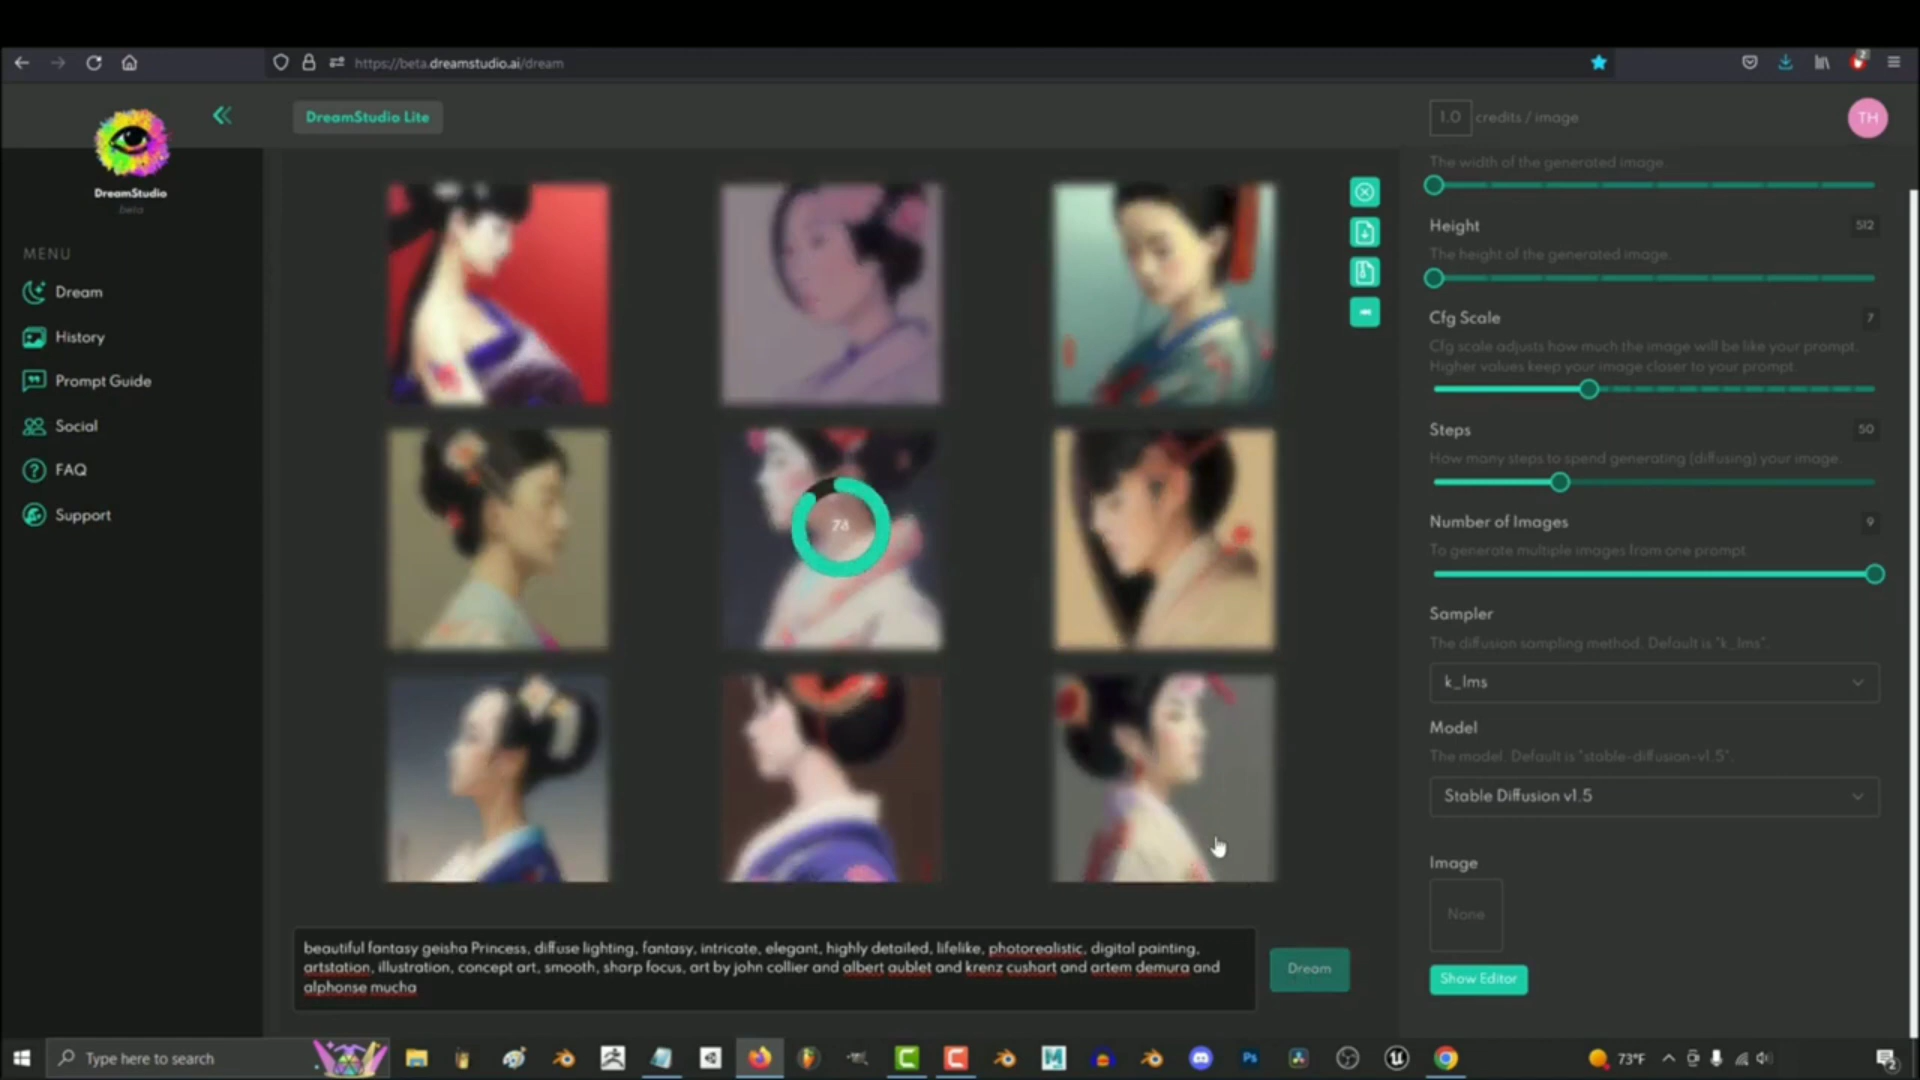 https://beta.dreamstudio.ai/dream
2
DreamStudio
beta
DreamStudio Lite
1.0 credits / image
TH
MENU
Dream
History
Prompt Guide
Social
FAQ
Support
The width of the generated image.
Height 512
The height of the generated image.
Cfg Scale 7
Cfg scale adjusts how much the image will be like your prompt.
Higher values keep your image closer to your prompt
Steps 50
How many steps to spend generating (diffusing) your image.
Number of Images 9
To generate multiple images from one prompt
Sampler
The diffusion sampling method. Default is "k_lms".
k_lms
Model
The model. Default is "stable-diffusion-v1.5".
Stable Diffusion v1.5
Image
None
Show Editor
beautiful fantasy geisha Princess, diffuse lighting, fantasy, intricate, elegant, highly detailed, lifelike, photorealistic, digital painting,
artstation, illustration, concept art, smooth, sharp focus, art by john collier and albert aublet and krenz cushart and artem demura and
alphonse mucha
Dream
Type here to search
Ps
73°F
2